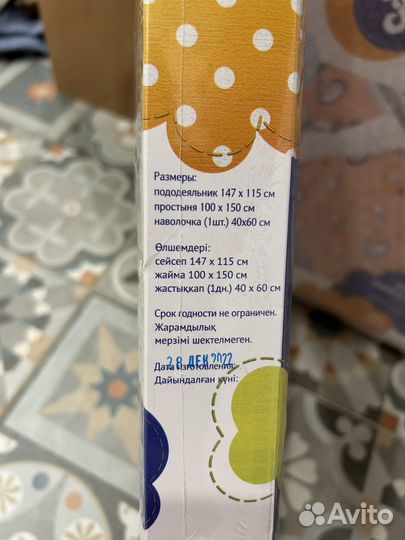 Размеры:
пододеяльник 147 x 115 см
простыня 100 x 150 см
наволочка (1шт.) 40x60 см
Өлшемдері:
сейсеп 147 x 115 см
жайма 100 x 150 см
жастыққап (1дн.) 40 x 60 см
Срок годности не ограничен.
Жарамдылық
мерзімі шектелмеген.
28 ДЕК 2022
Дата изготовления:
Дайындалған күні:
Avito